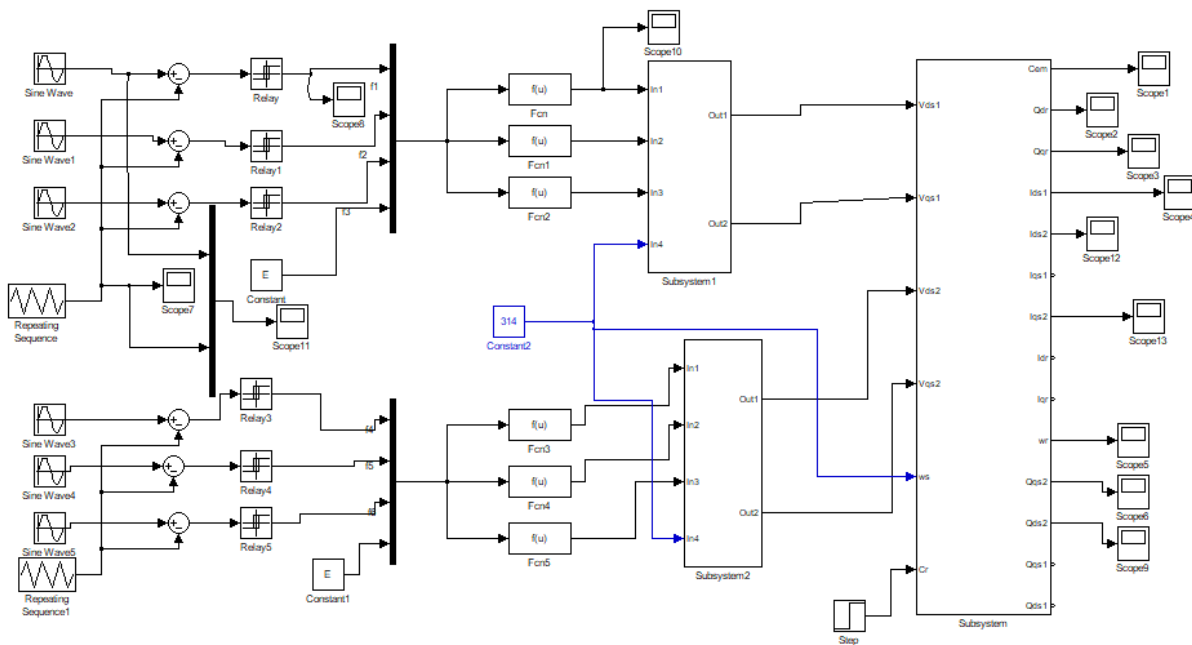 Sine Wave
Sine Wave1
Sine Wave2
Repeating
Sequence
Relay
Relay1
Relay2
f1
f2
f3
Scope7
Scope11
E
Constant
f(u)
Fcn
f(u)
Fcn1
f(u)
Fcn2
Scope10
In1
In2
In3
In4
Out1
Out2
Subsystem1
314
Constant2
Sine Wave3
Sine Wave4
Sine Wave5
Repeating
Sequence1
Relay3
Relay4
Relay5
f4
f5
f6
E
Constant1
f(u)
Fcn3
f(u)
Fcn4
f(u)
Fcn5
In1
In2
In3
In4
Out1
Out2
Subsystem2
Step
Vds1
Vqs1
Vds2
Vqs2
ws
Cr
Cem
Qdr
Qqr
Ids1
Ids2
Iqs1
Iqs2
Idr
Iqr
wr
Qqs2
Qds2
Qqs1
Qds1
Subsystem
Scope1
Scope2
Scope3
Scope12
Scope13
Scope5
Scope6
Scope9